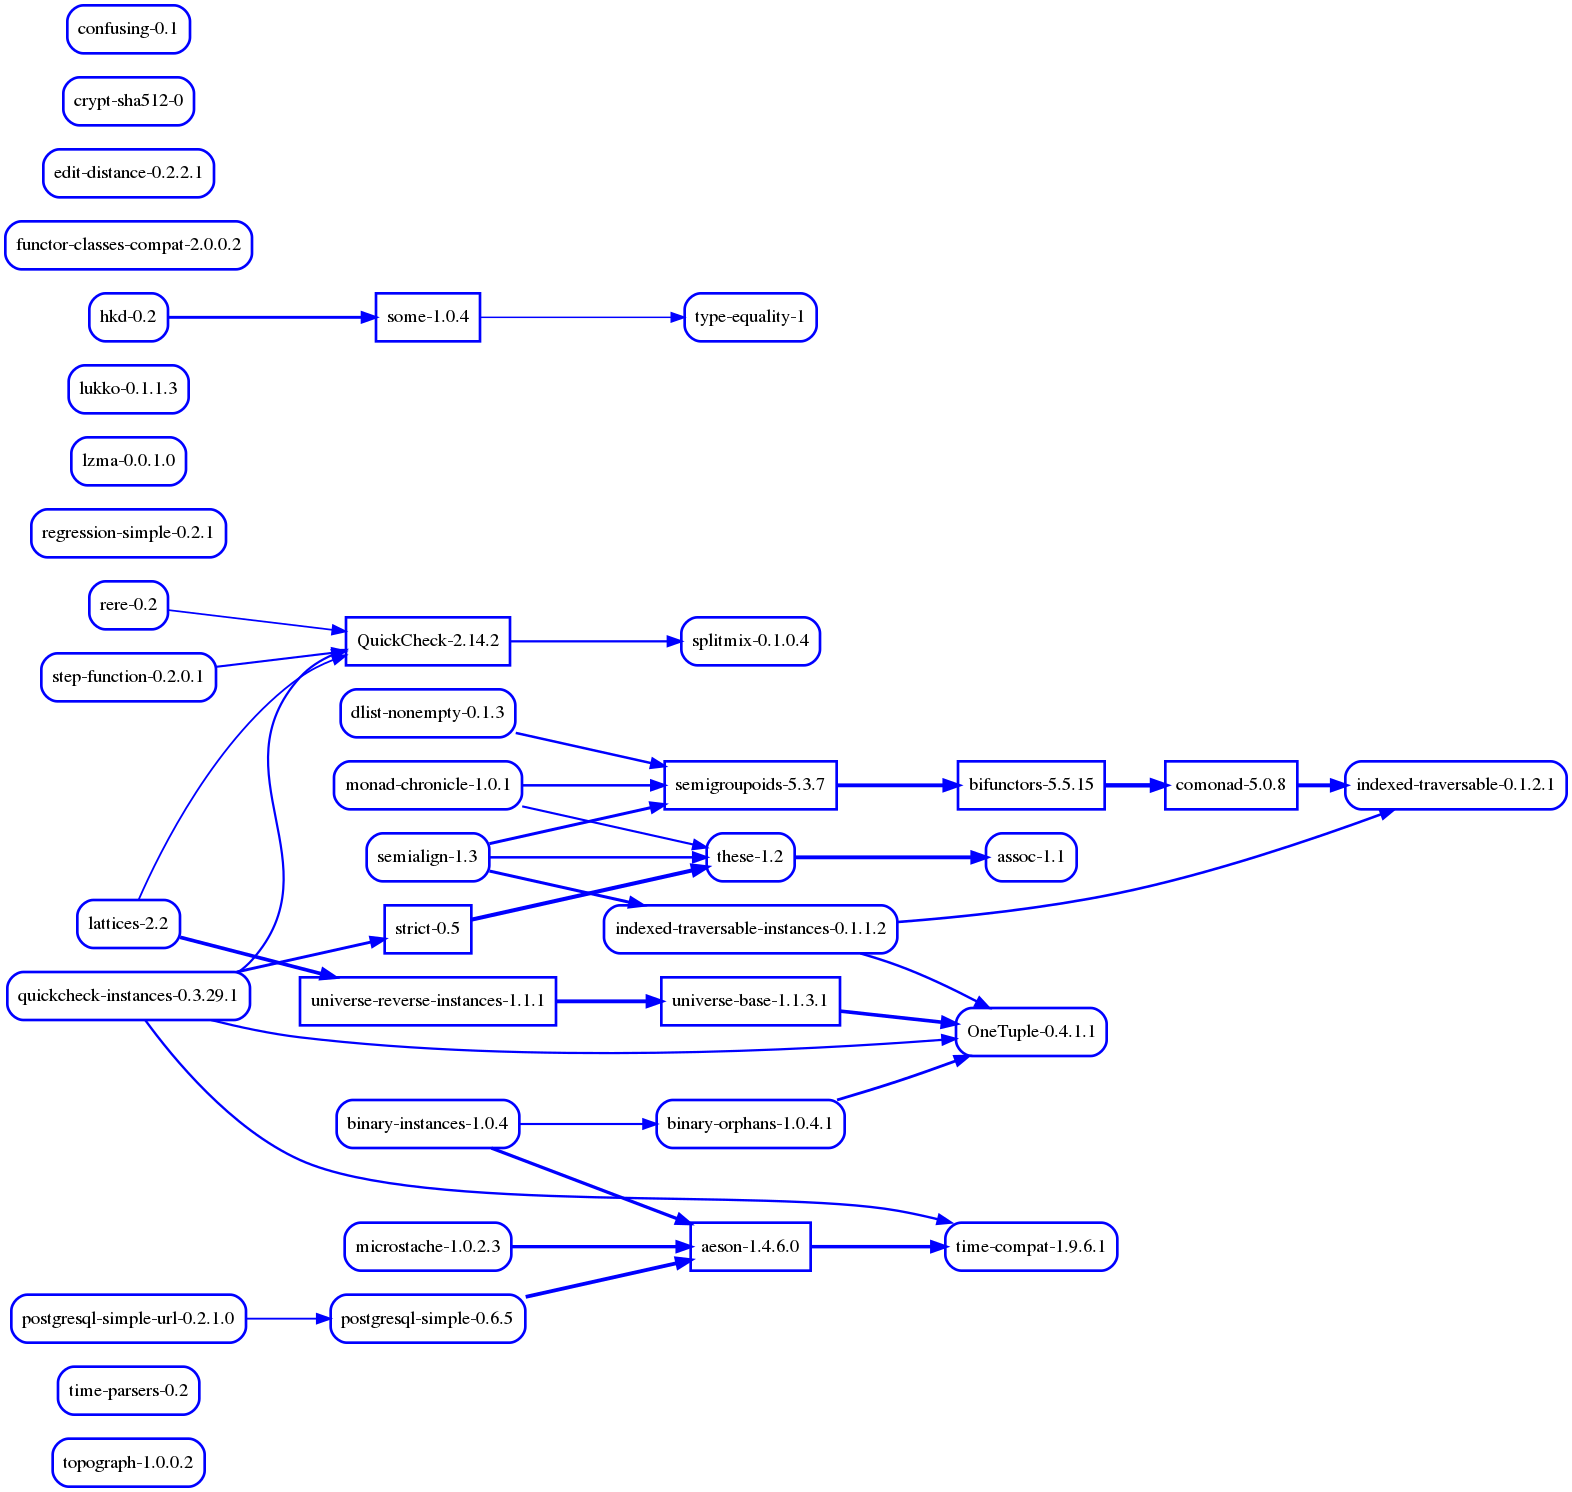 confusing-0.1
crypt-sha512-0
edit-distance-0.2.2.1
functor-classes-compat-2.0.0.2
hkd-0.2
some-1.0.4
type-equality-1
lukko-0.1.1.3
lzma-0.0.1.0
regression-simple-0.2.1
rere-0.2
QuickCheck-2.14.2
splitmix-0.1.0.4
step-function-0.2.0.1
dlist-nonempty-0.1.3
monad-chronicle-1.0.1
semigroupoids-5.3.7
bifunctors-5.5.15
comonad-5.0.8
indexed-traversable-0.1.2.1
semialign-1.3
these-1.2
assoc-1.1
lattices-2.2
strict-0.5
indexed-traversable-instances-0.1.1.2
quickcheck-instances-0.3.29.1
universe-reverse-instances-1.1.1
universe-base-1.1.3.1
OneTuple-0.4.1.1
binary-instances-1.0.4
binary-orphans-1.0.4.1
microstache-1.0.2.3
aeson-1.4.6.0
time-compat-1.9.6.1
postgresql-simple-url-0.2.1.0
postgresql-simple-0.6.5
time-parsers-0.2
topograph-1.0.0.2